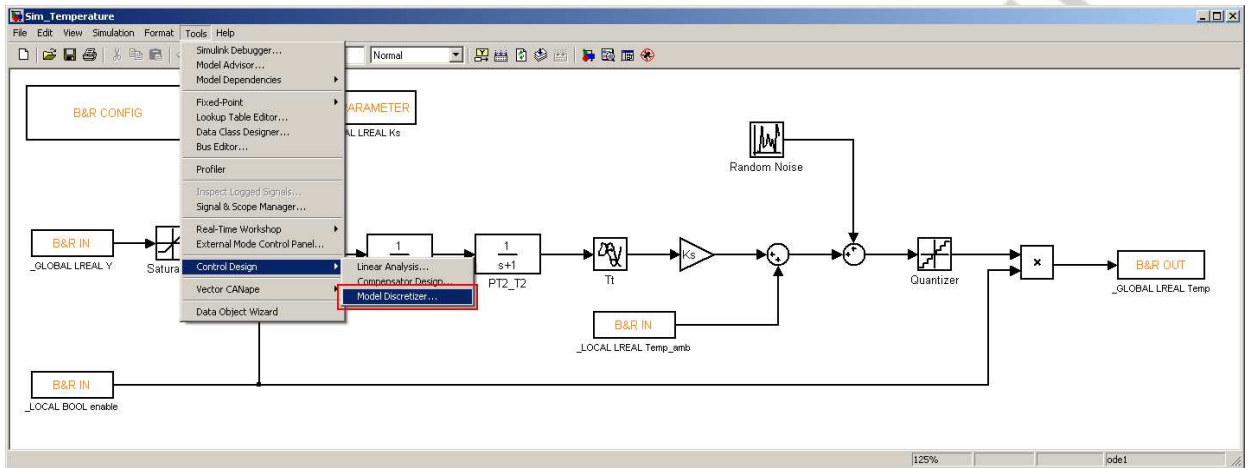 Sim_Temperature
File Edit View Simulation Format Tools Help
Normal
Simulink Debugger...
Model Advisor...
Model Dependencies
Fixed-Point
Lookup Table Editor...
Data Class Designer...
Bus Editor...
Profiler
Inspect Logged Signals...
Signal & Scope Manager...
Real-Time Workshop
External Mode Control Panel...
Control Design
Vector CANape
Data Object Wizard
Linear Analysis...
Compensator Design...
Model Discretizer...
B&R CONFIG
ARAMETER
AL LREAL Ks
Random Noise
B&R IN
_GLOBAL LREAL Y
Satura
1
1
s+1
PT2_T2
Tt
Ks
Quantizer
×
B&R OUT
_GLOBAL LREAL Temp
B&R IN
_LOCAL LREAL Temp_amb
B&R IN
_LOCAL BOOL enable
125%
ode1